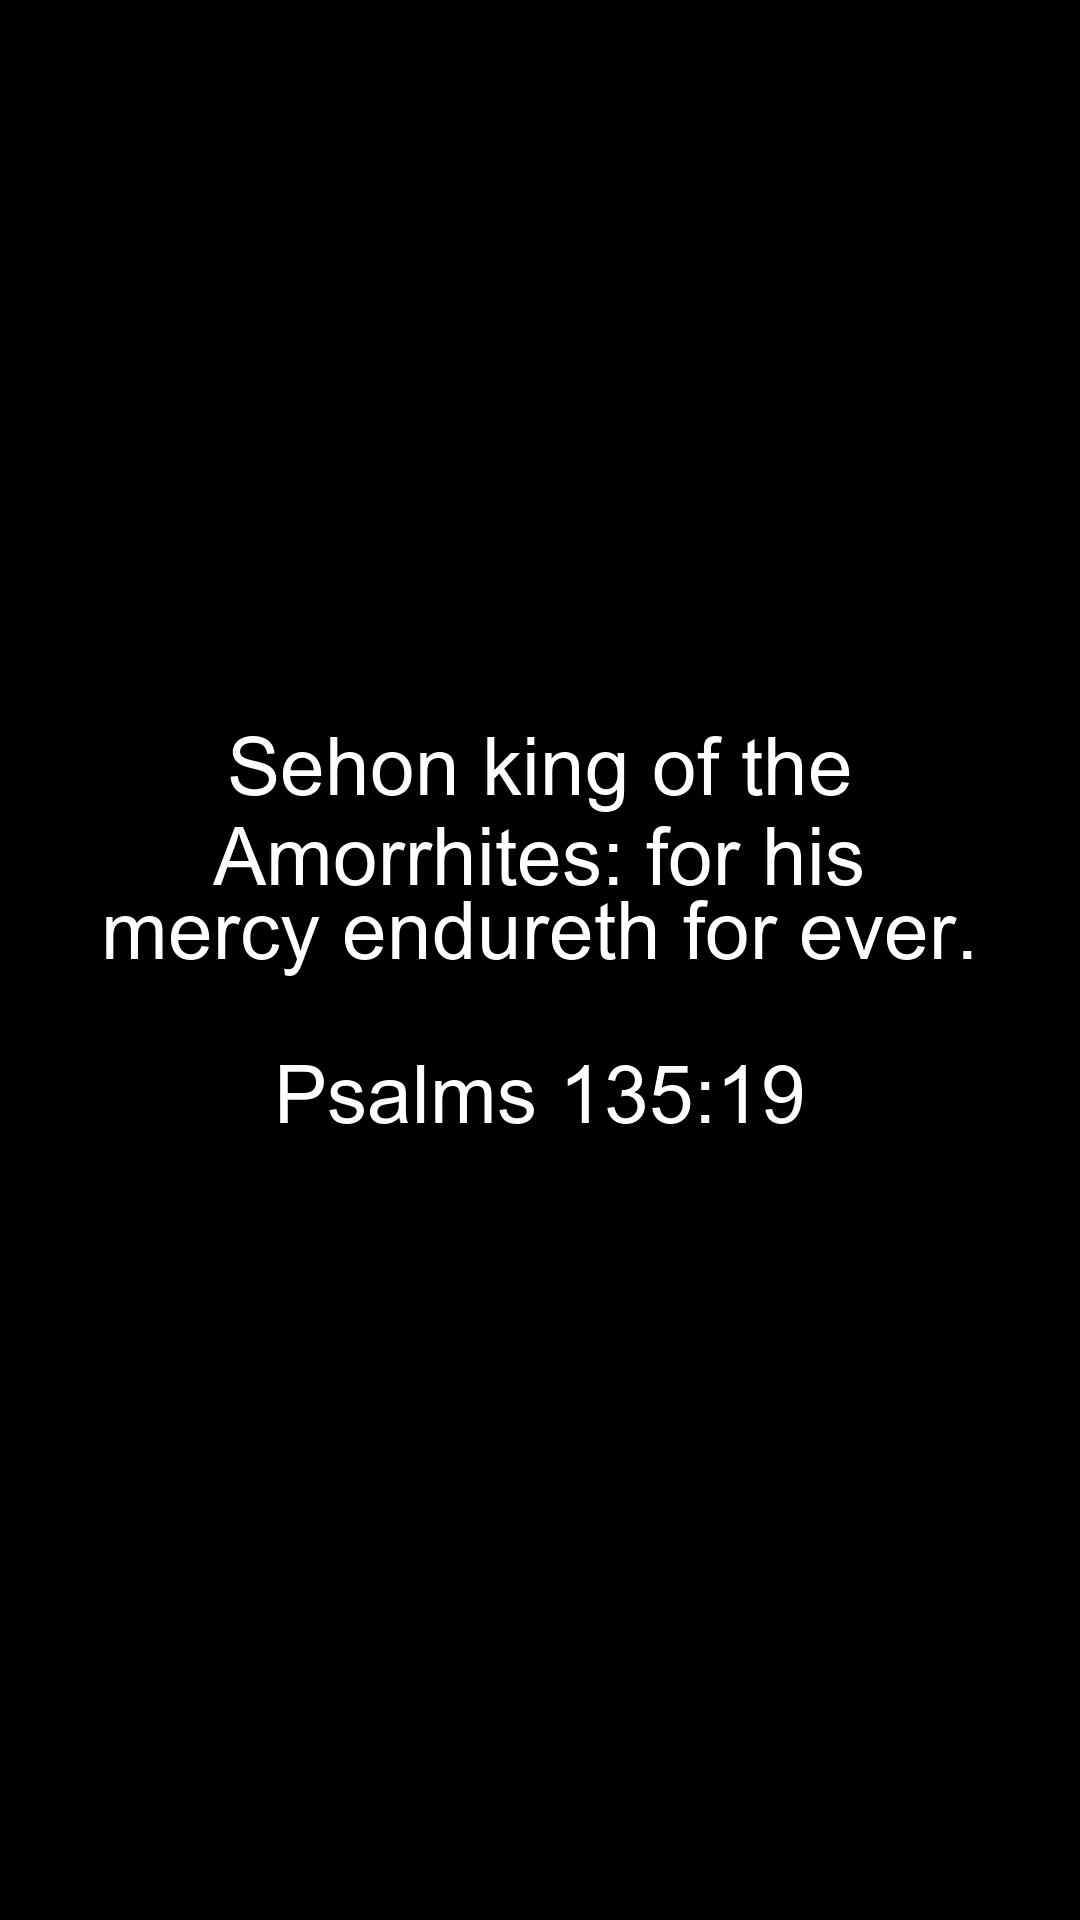 Sehon king of the
Amorrhites: for his
mercy endureth for ever.
Psalms 135:19